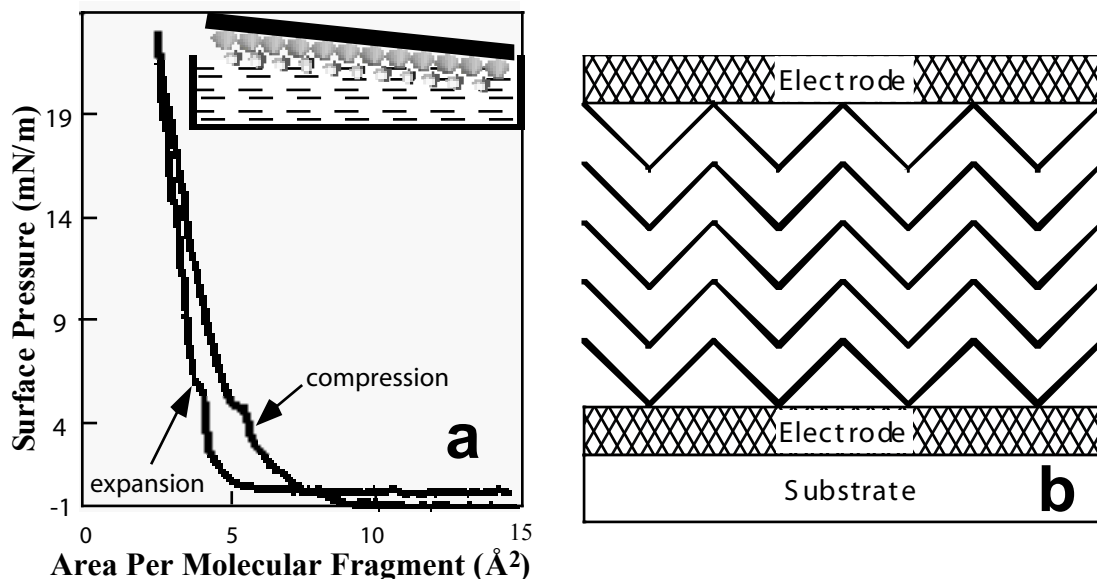 Surface Pressure (mN/m)
19
14
9
4
-1
compression
expansion
a
0
5
10
15
Area Per Molecular Fragment (Å²)
Electrode
Electrode
Substrate
b